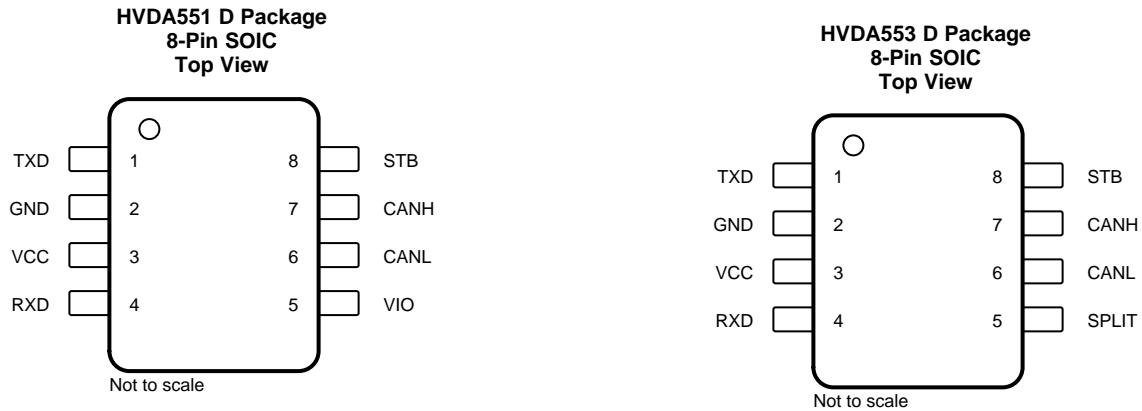 HVDA551 D Package
8-Pin SOIC
Top View
TXD 1 8 STB
GND 2 7 CANH
VCC 3 6 CANL
RXD 4 5 VIO
Not to scale
HVDA553 D Package
8-Pin SOIC
Top View
TXD 1 8 STB
GND 2 7 CANH
VCC 3 6 CANL
RXD 4 5 SPLIT
Not to scale